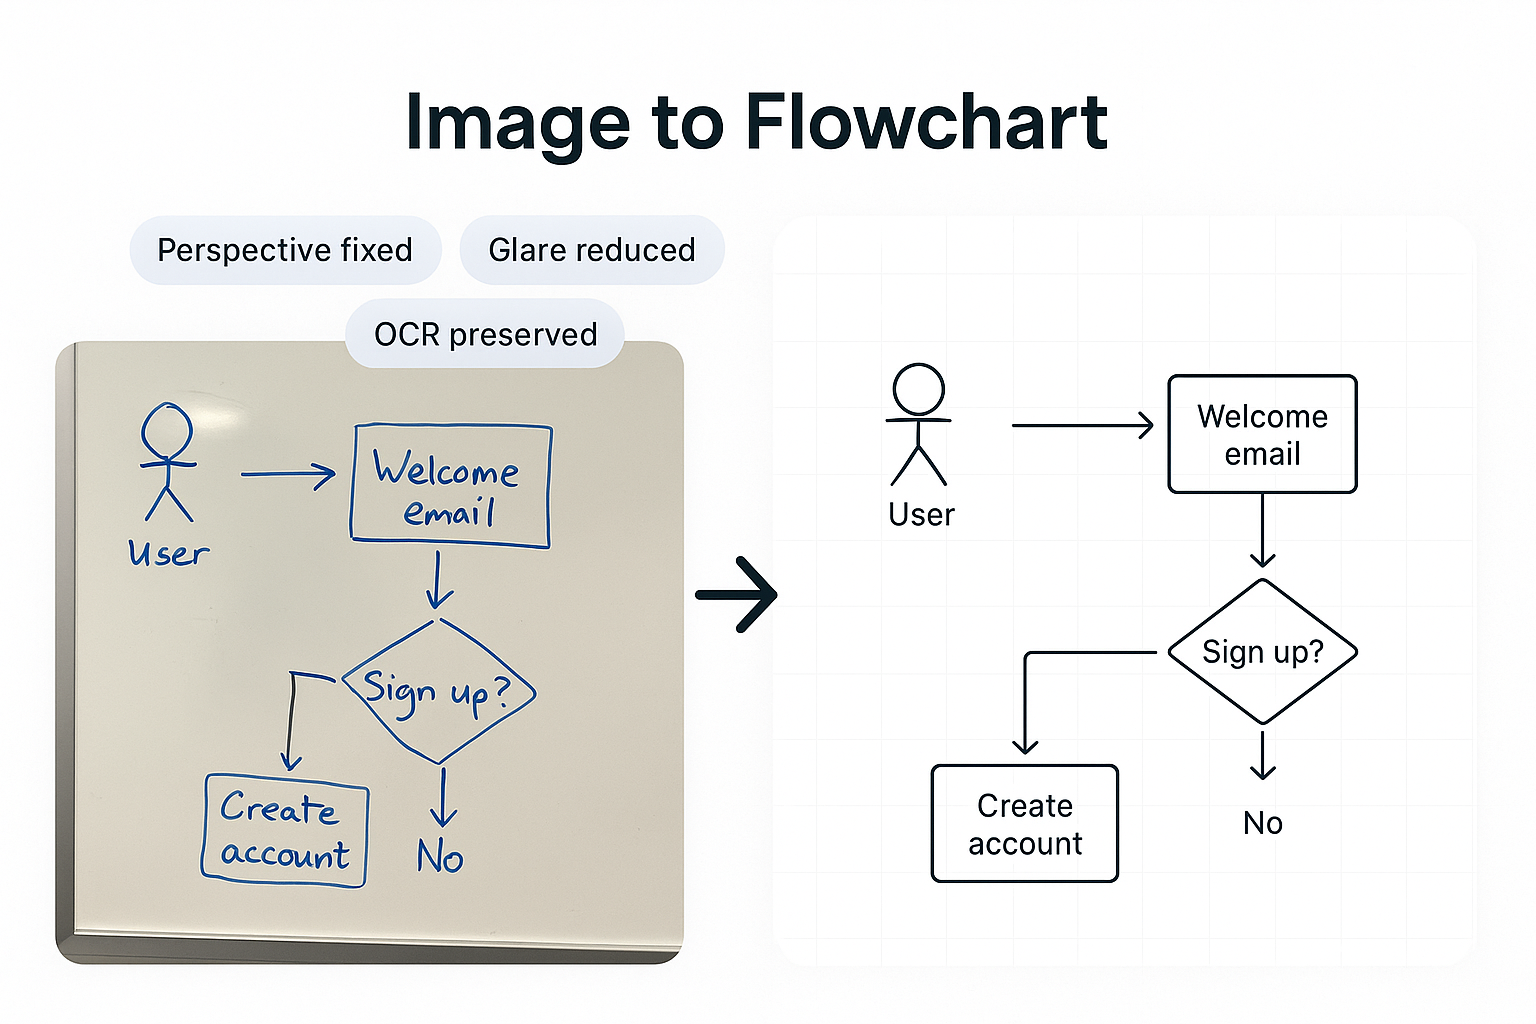 Image to Flowchart
Perspective fixed
Glare reduced
OCR preserved
User
Welcome
email
Sign up?
Create
account
No
User
Welcome
email
Sign up?
Create
account
No